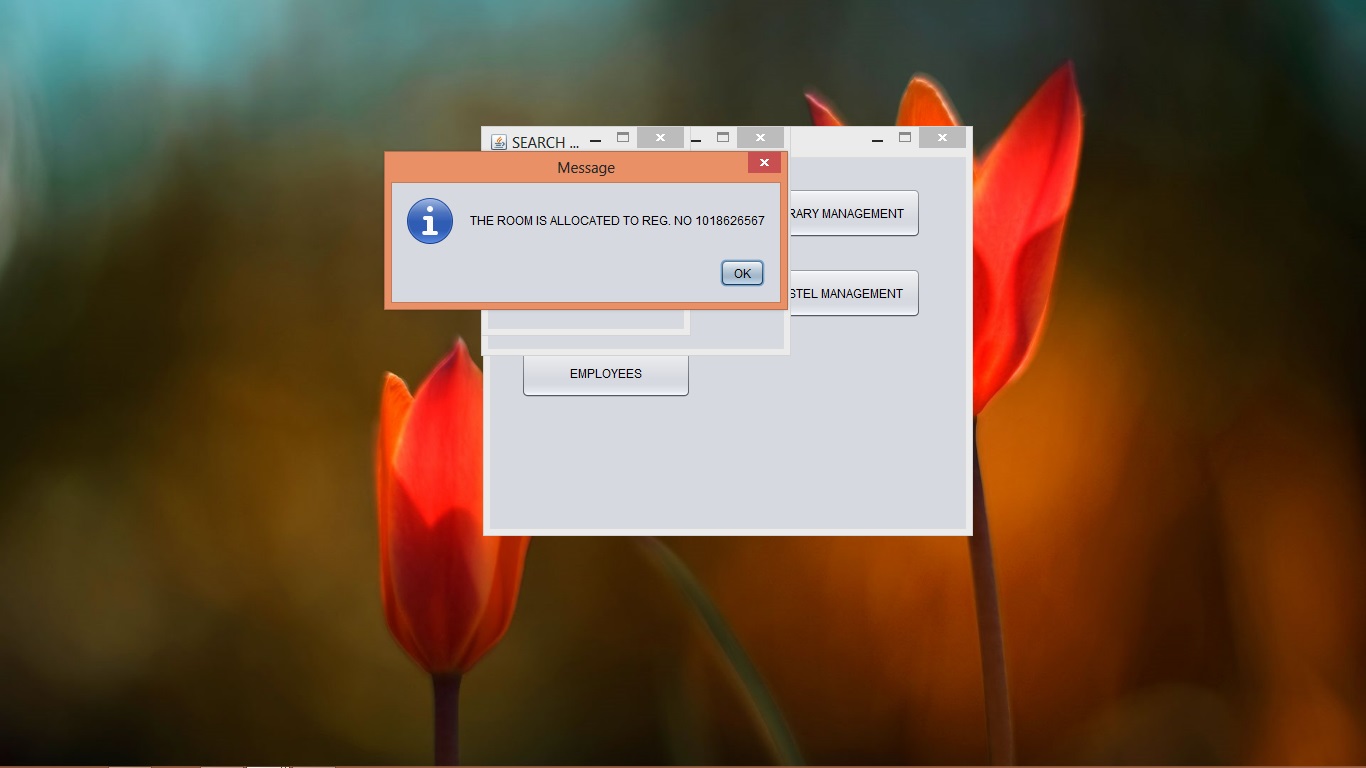 SEARCH ...
Message
THE ROOM IS ALLOCATED TO REG. NO 1018626567
OK
RARY MANAGEMENT
STEL MANAGEMENT
EMPLOYEES